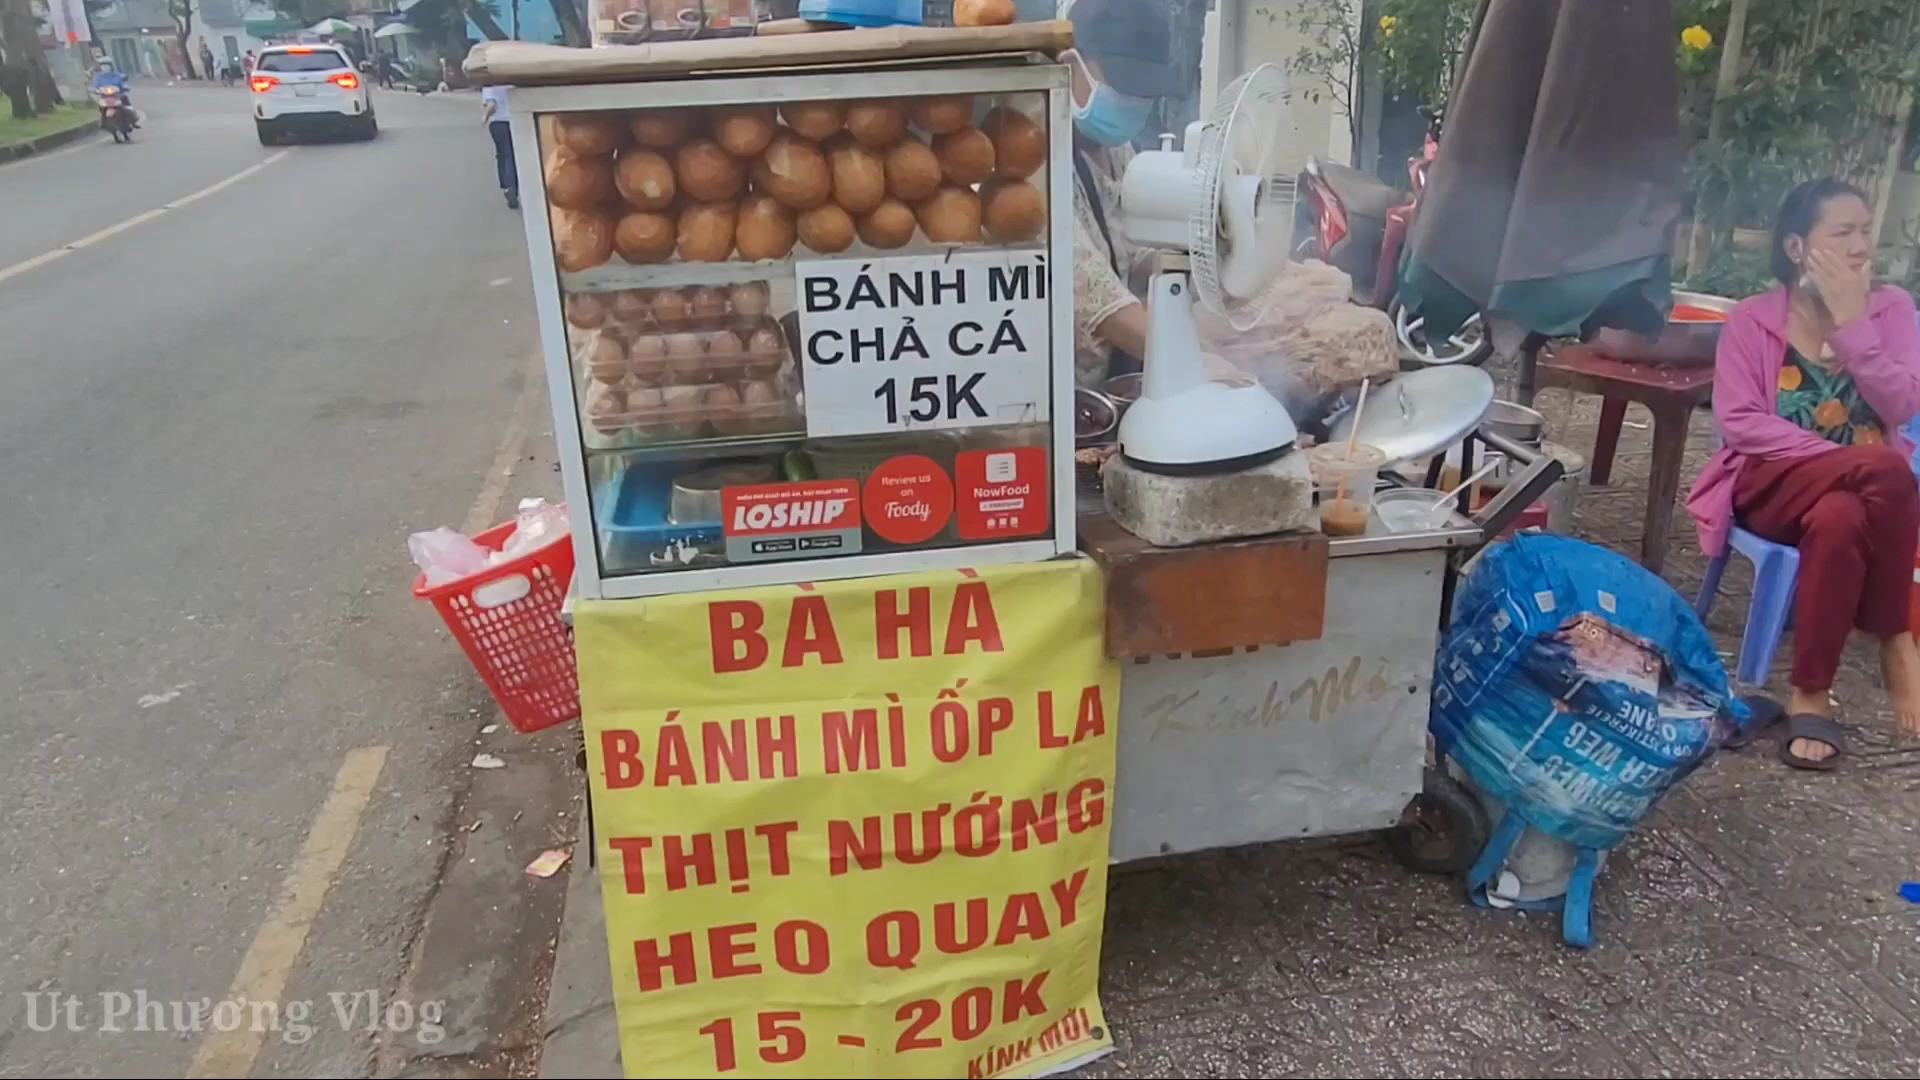 BÁNH MÌ
CHẢ CÁ
15K
LOSHIP
Review us
on
Foody
NowFood
BÀ HÀ
BÁNH MÌ ỐP LA
THỊT NƯỚNG
HEO QUAY
15 - 20K
KÍNH MỜI
Kính Mờ
Út Phương Vlog